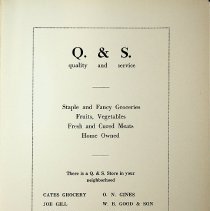 Q. & S.
quality and service
Staple and Fancy Groceries
Fruits, Vegetables
Fresh and Cured Meats
Home Owned
There is a Q. & S. Store in your
neighborhood
CATES GROCERY O. N. GINES
JOE GILL W. B. GOOD & SON